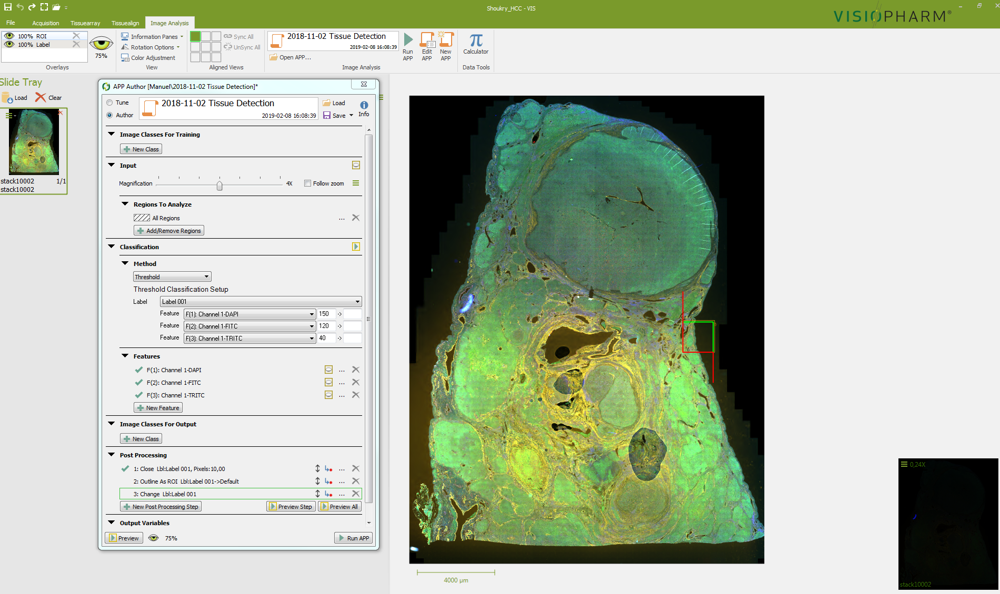 Shoukry_HCC - VIS
VISIOPHARM®
File Acquisition Tissuearray Tissuealign Image Analysis
100% ROI
100% Label
75%
Overlays
Information Panes
Rotation Options
Color Adjustment
View
Sync All
UnSync All
Aligned Views
2018-11-02 Tissue Detection
2019-02-08 16:08:39
Open APP...
Run APP
Edit APP
New APP
Image Analysis
π
Calculator
Data Tools
Slide Tray
Load Clear
stack10002 1/1
stack10002
APP Author [Manuel\2018-11-02 Tissue Detection]*
Tune
Author
2018-11-02 Tissue Detection
2019-02-08 16:08:39
Load
Save
Info
Image Classes For Training
New Class
Input
Magnification 4X Follow zoom
Regions To Analyze
All Regions ...
Add/Remove Regions
Classification
Method
Threshold
Threshold Classification Setup
Label Label 001
Feature F(1): Channel 1-DAPI 150 ->
Feature F(2): Channel 1-FITC 120 ->
Feature F(3): Channel 1-TRITC 40 ->
Features
F(1): Channel 1-DAPI ...
F(2): Channel 1-FITC ...
F(3): Channel 1-TRITC ...
New Feature
Image Classes For Output
New Class
Post Processing
1: Close Lbl:Label 001, Pixels:10,00 ...
2: Outline As ROI Lbl:Label 001->Default ...
3: Change Lbl:Label 001 ...
New Post Processing Step Preview Step Preview All
Output Variables
Preview 75% Run APP
4000 µm
0,24X
stack10002